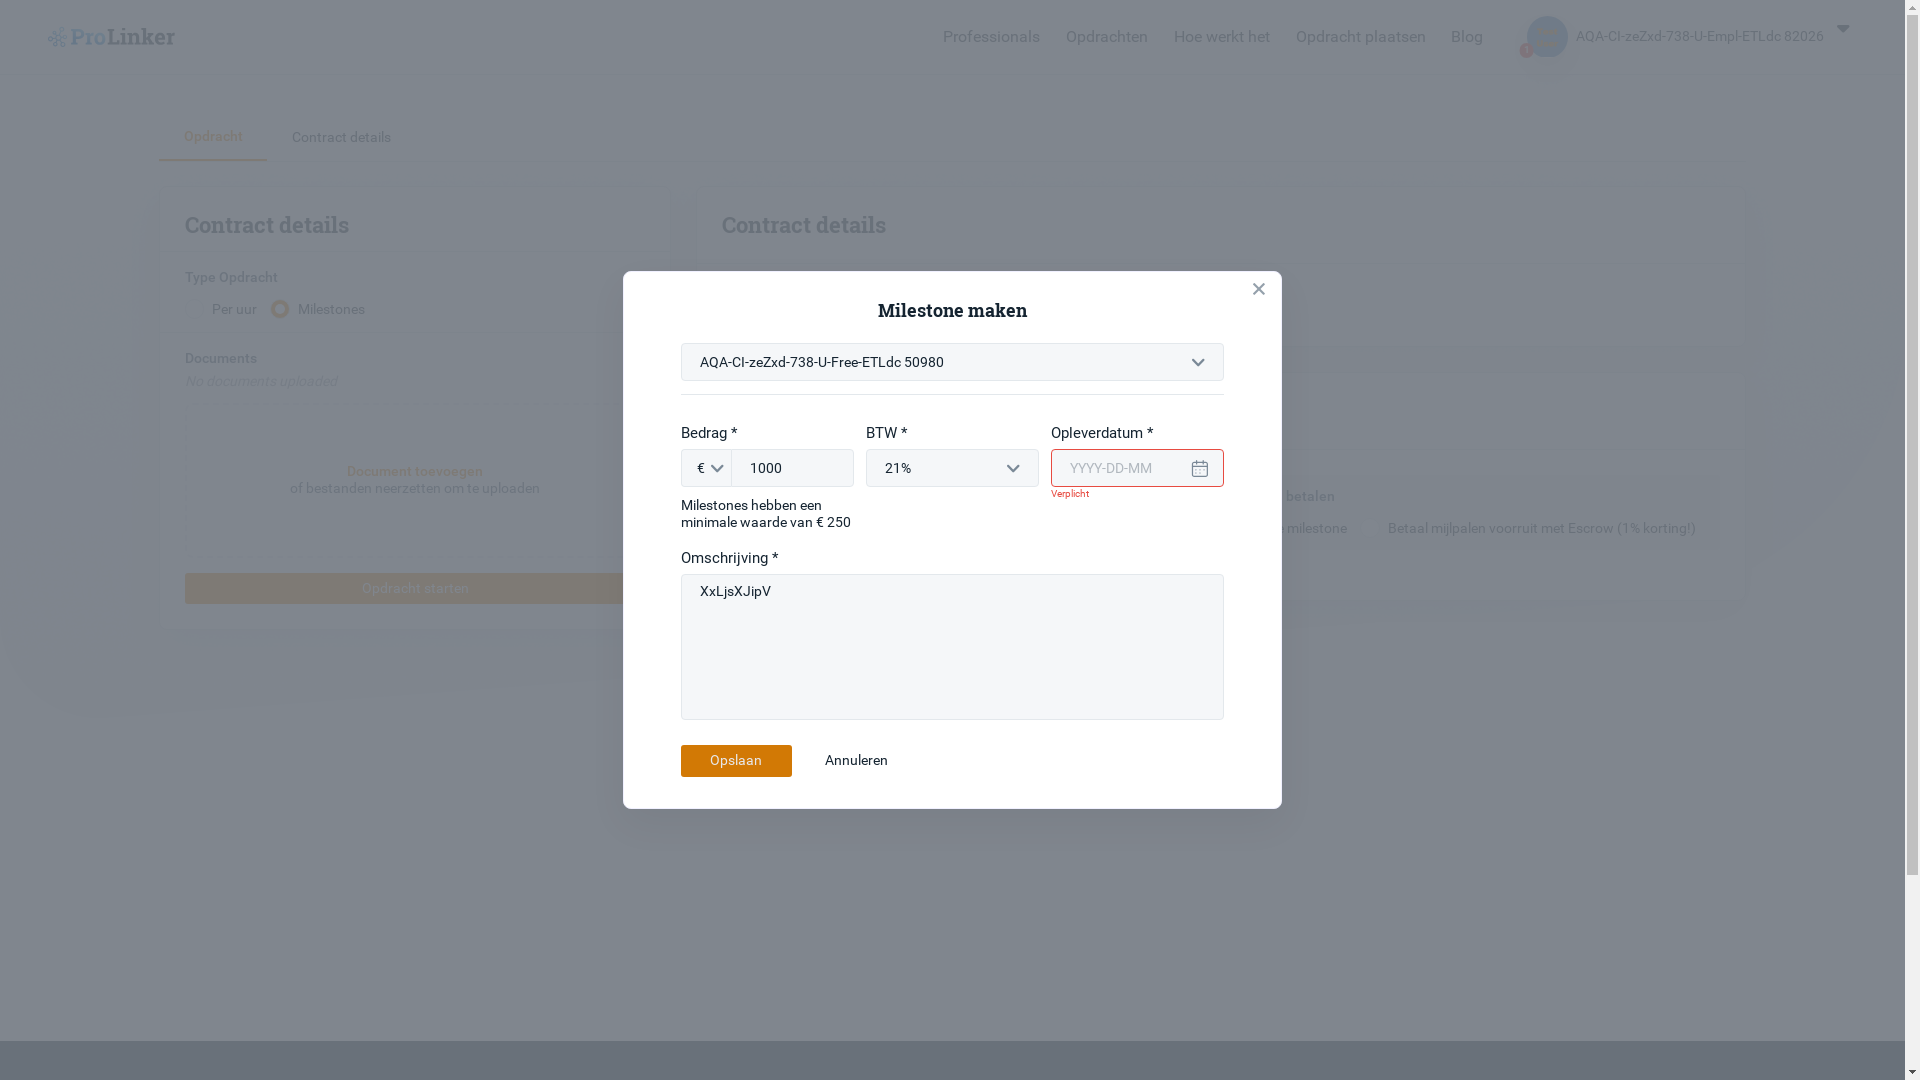 ProLinker
Professionals
Opdrachten
Hoe werkt het
Opdracht plaatsen
Blog
1
AQA-CI-zeZxd-738-U-Empl-ETLdc 82026
Opdracht
Contract details
Contract details
Contract details
Type Opdracht
Per uur
Milestones
Documents
No documents uploaded
Document toevoegen
of bestanden neerzetten om te uploaden
Opdracht starten
betalen
milestone
Betaal mijlpalen voorruit met Escrow (1% korting!)
Milestone maken
AQA-CI-zeZxd-738-U-Free-ETLdc 50980
Bedrag *
BTW *
Opleverdatum *
€
1000
21%
YYYY-DD-MM
Verplicht
Milestones hebben een
minimale waarde van € 250
Omschrijving *
XxLjsXJipV
Opslaan
Annuleren